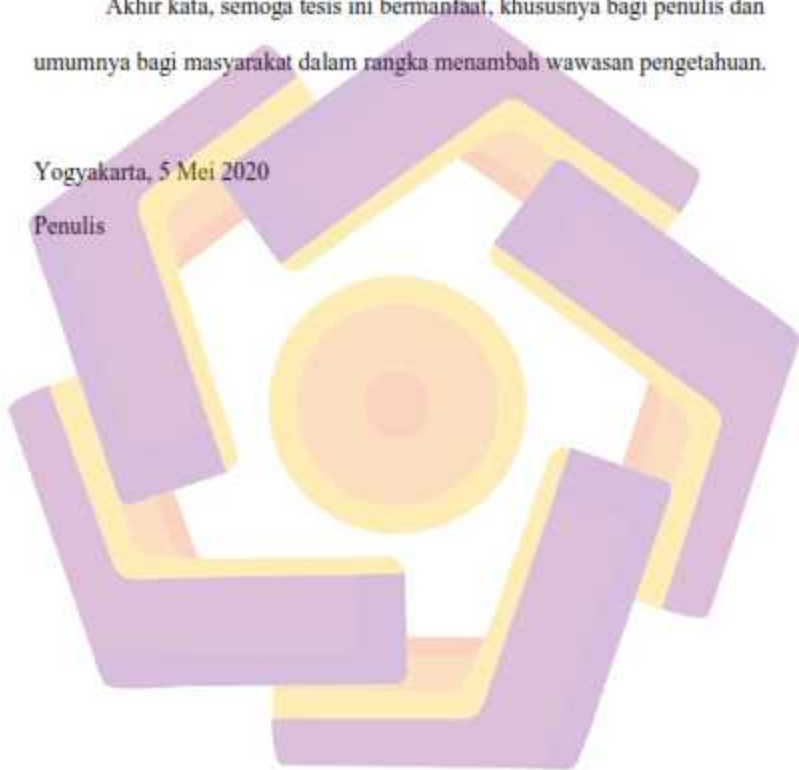 Akhir kata, semoga tesis ini bermanfaat, khususnya bagi penulis dan
umumnya bagi masyarakat dalam rangka menambah wawasan pengetahuan.
Yogyakarta, 5 Mei 2020
Penulis